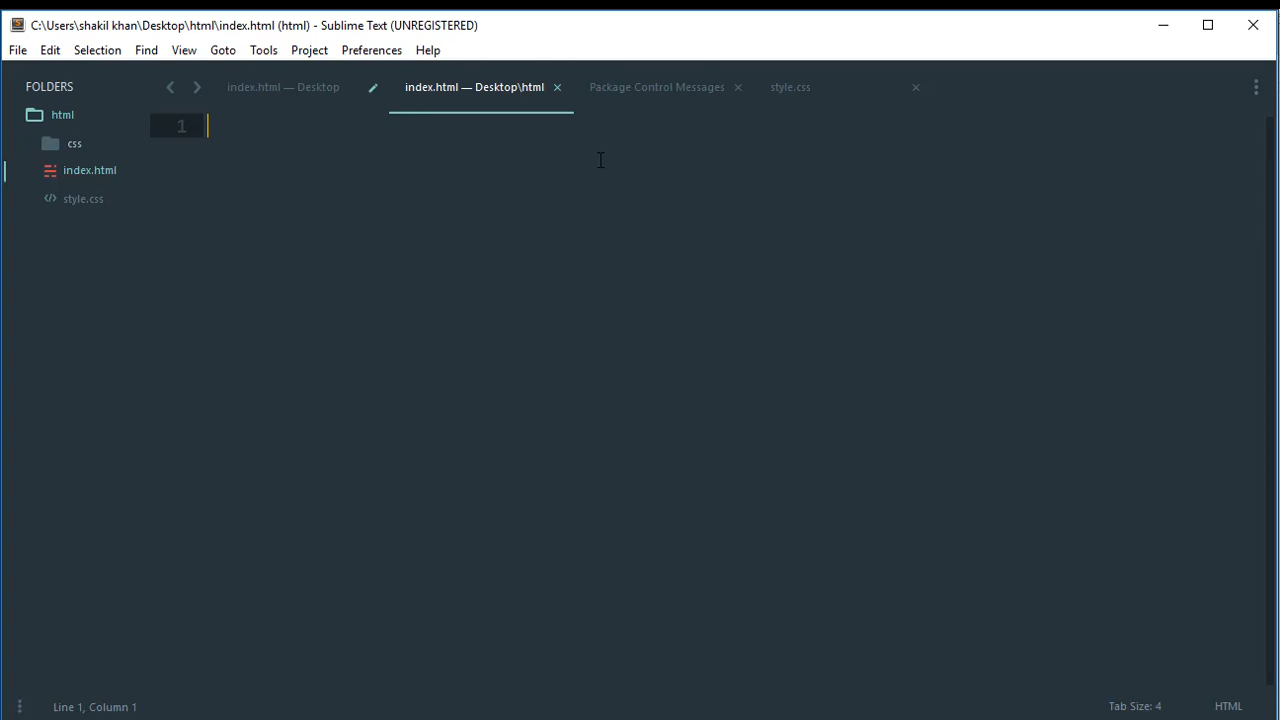 C:\Users\shakil khan\Desktop\html\index.html (html) - Sublime Text (UNREGISTERED)
File Edit Selection Find View Goto Tools Project Preferences Help
FOLDERS
index.html — Desktop
index.html — Desktop\html
Package Control Messages
style.css
html
css
index.html
style.css
1
Line 1, Column 1
Tab Size: 4
HTML